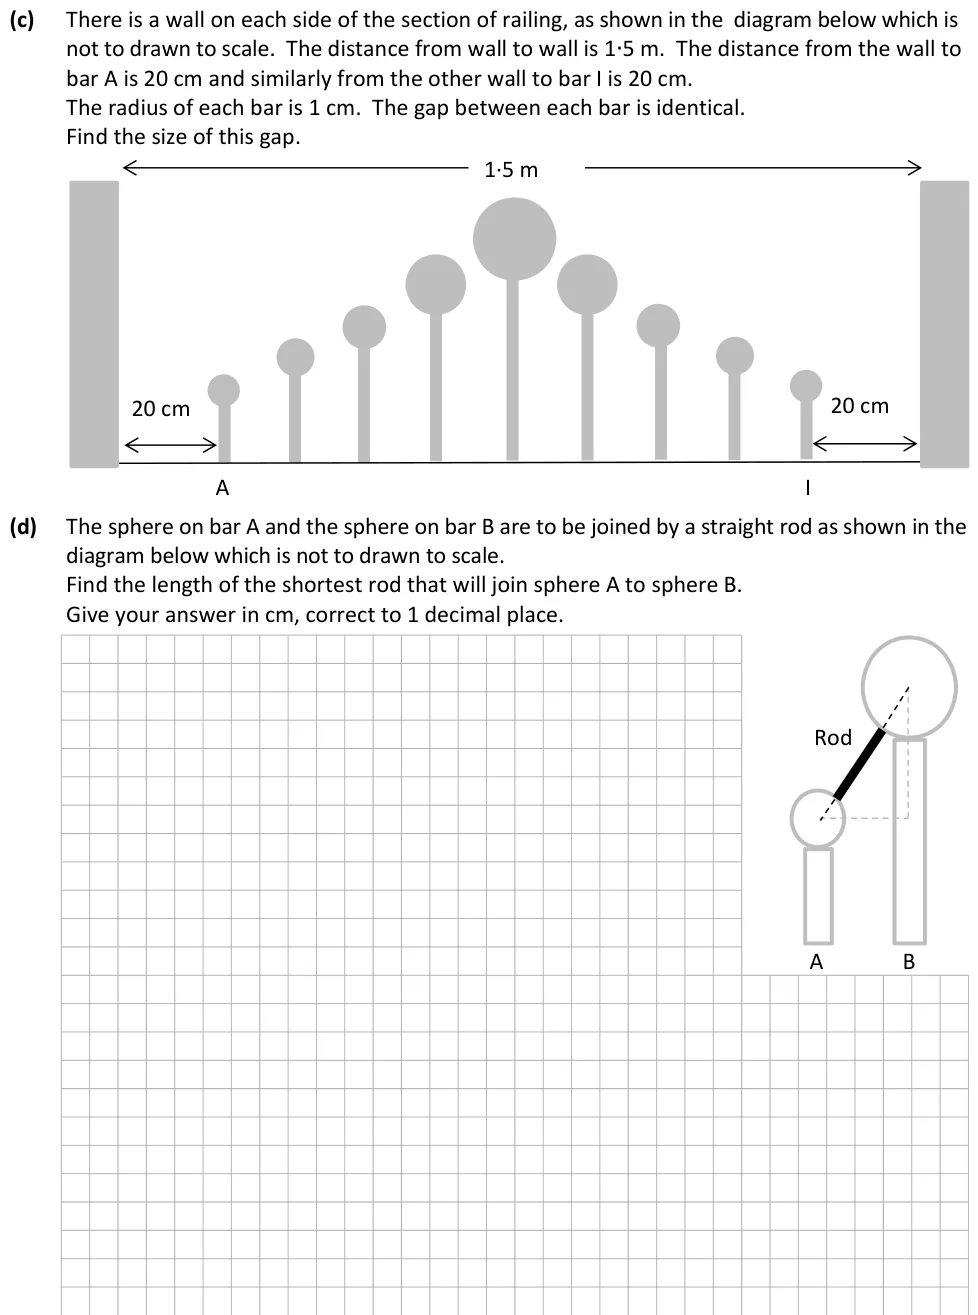 (c) There is a wall on each side of the section of railing, as shown in the diagram below which is
not to drawn to scale. The distance from wall to wall is 1·5 m. The distance from the wall to
bar A is 20 cm and similarly from the other wall to bar I is 20 cm.
The radius of each bar is 1 cm. The gap between each bar is identical.
Find the size of this gap.
1·5 m
20 cm
20 cm
A
I
(d) The sphere on bar A and the sphere on bar B are to be joined by a straight rod as shown in the
diagram below which is not to drawn to scale.
Find the length of the shortest rod that will join sphere A to sphere B.
Give your answer in cm, correct to 1 decimal place.
Rod
A
B